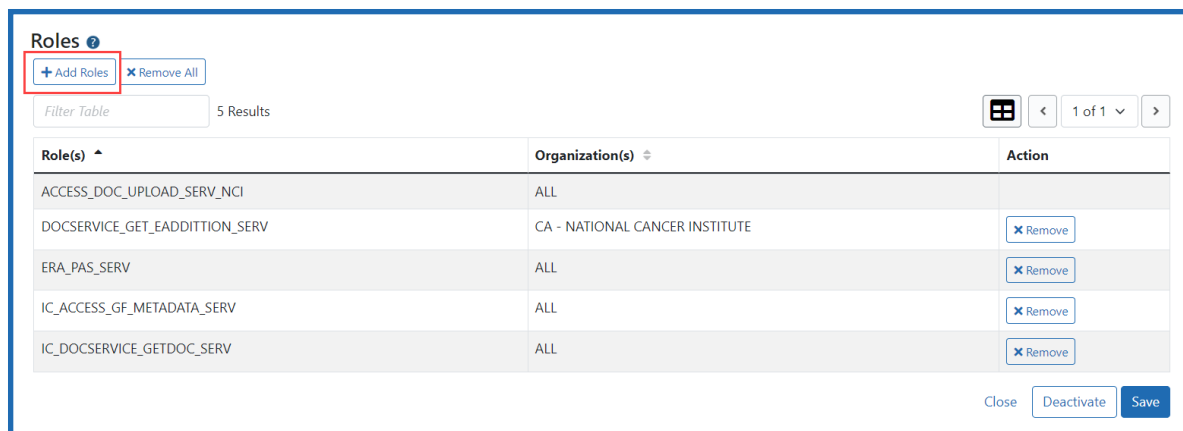 Roles ?
+ Add Roles × Remove All
Filter Table 5 Results 1 of 1
Role(s) Organization(s) Action
ACCESS_DOC_UPLOAD_SERV_NCI ALL
DOCSERVICE_GET_EADDITTION_SERV CA - NATIONAL CANCER INSTITUTE × Remove
ERA_PAS_SERV ALL × Remove
IC_ACCESS_GF_METADATA_SERV ALL × Remove
IC_DOCSERVICE_GETDOC_SERV ALL × Remove
Close Deactivate Save